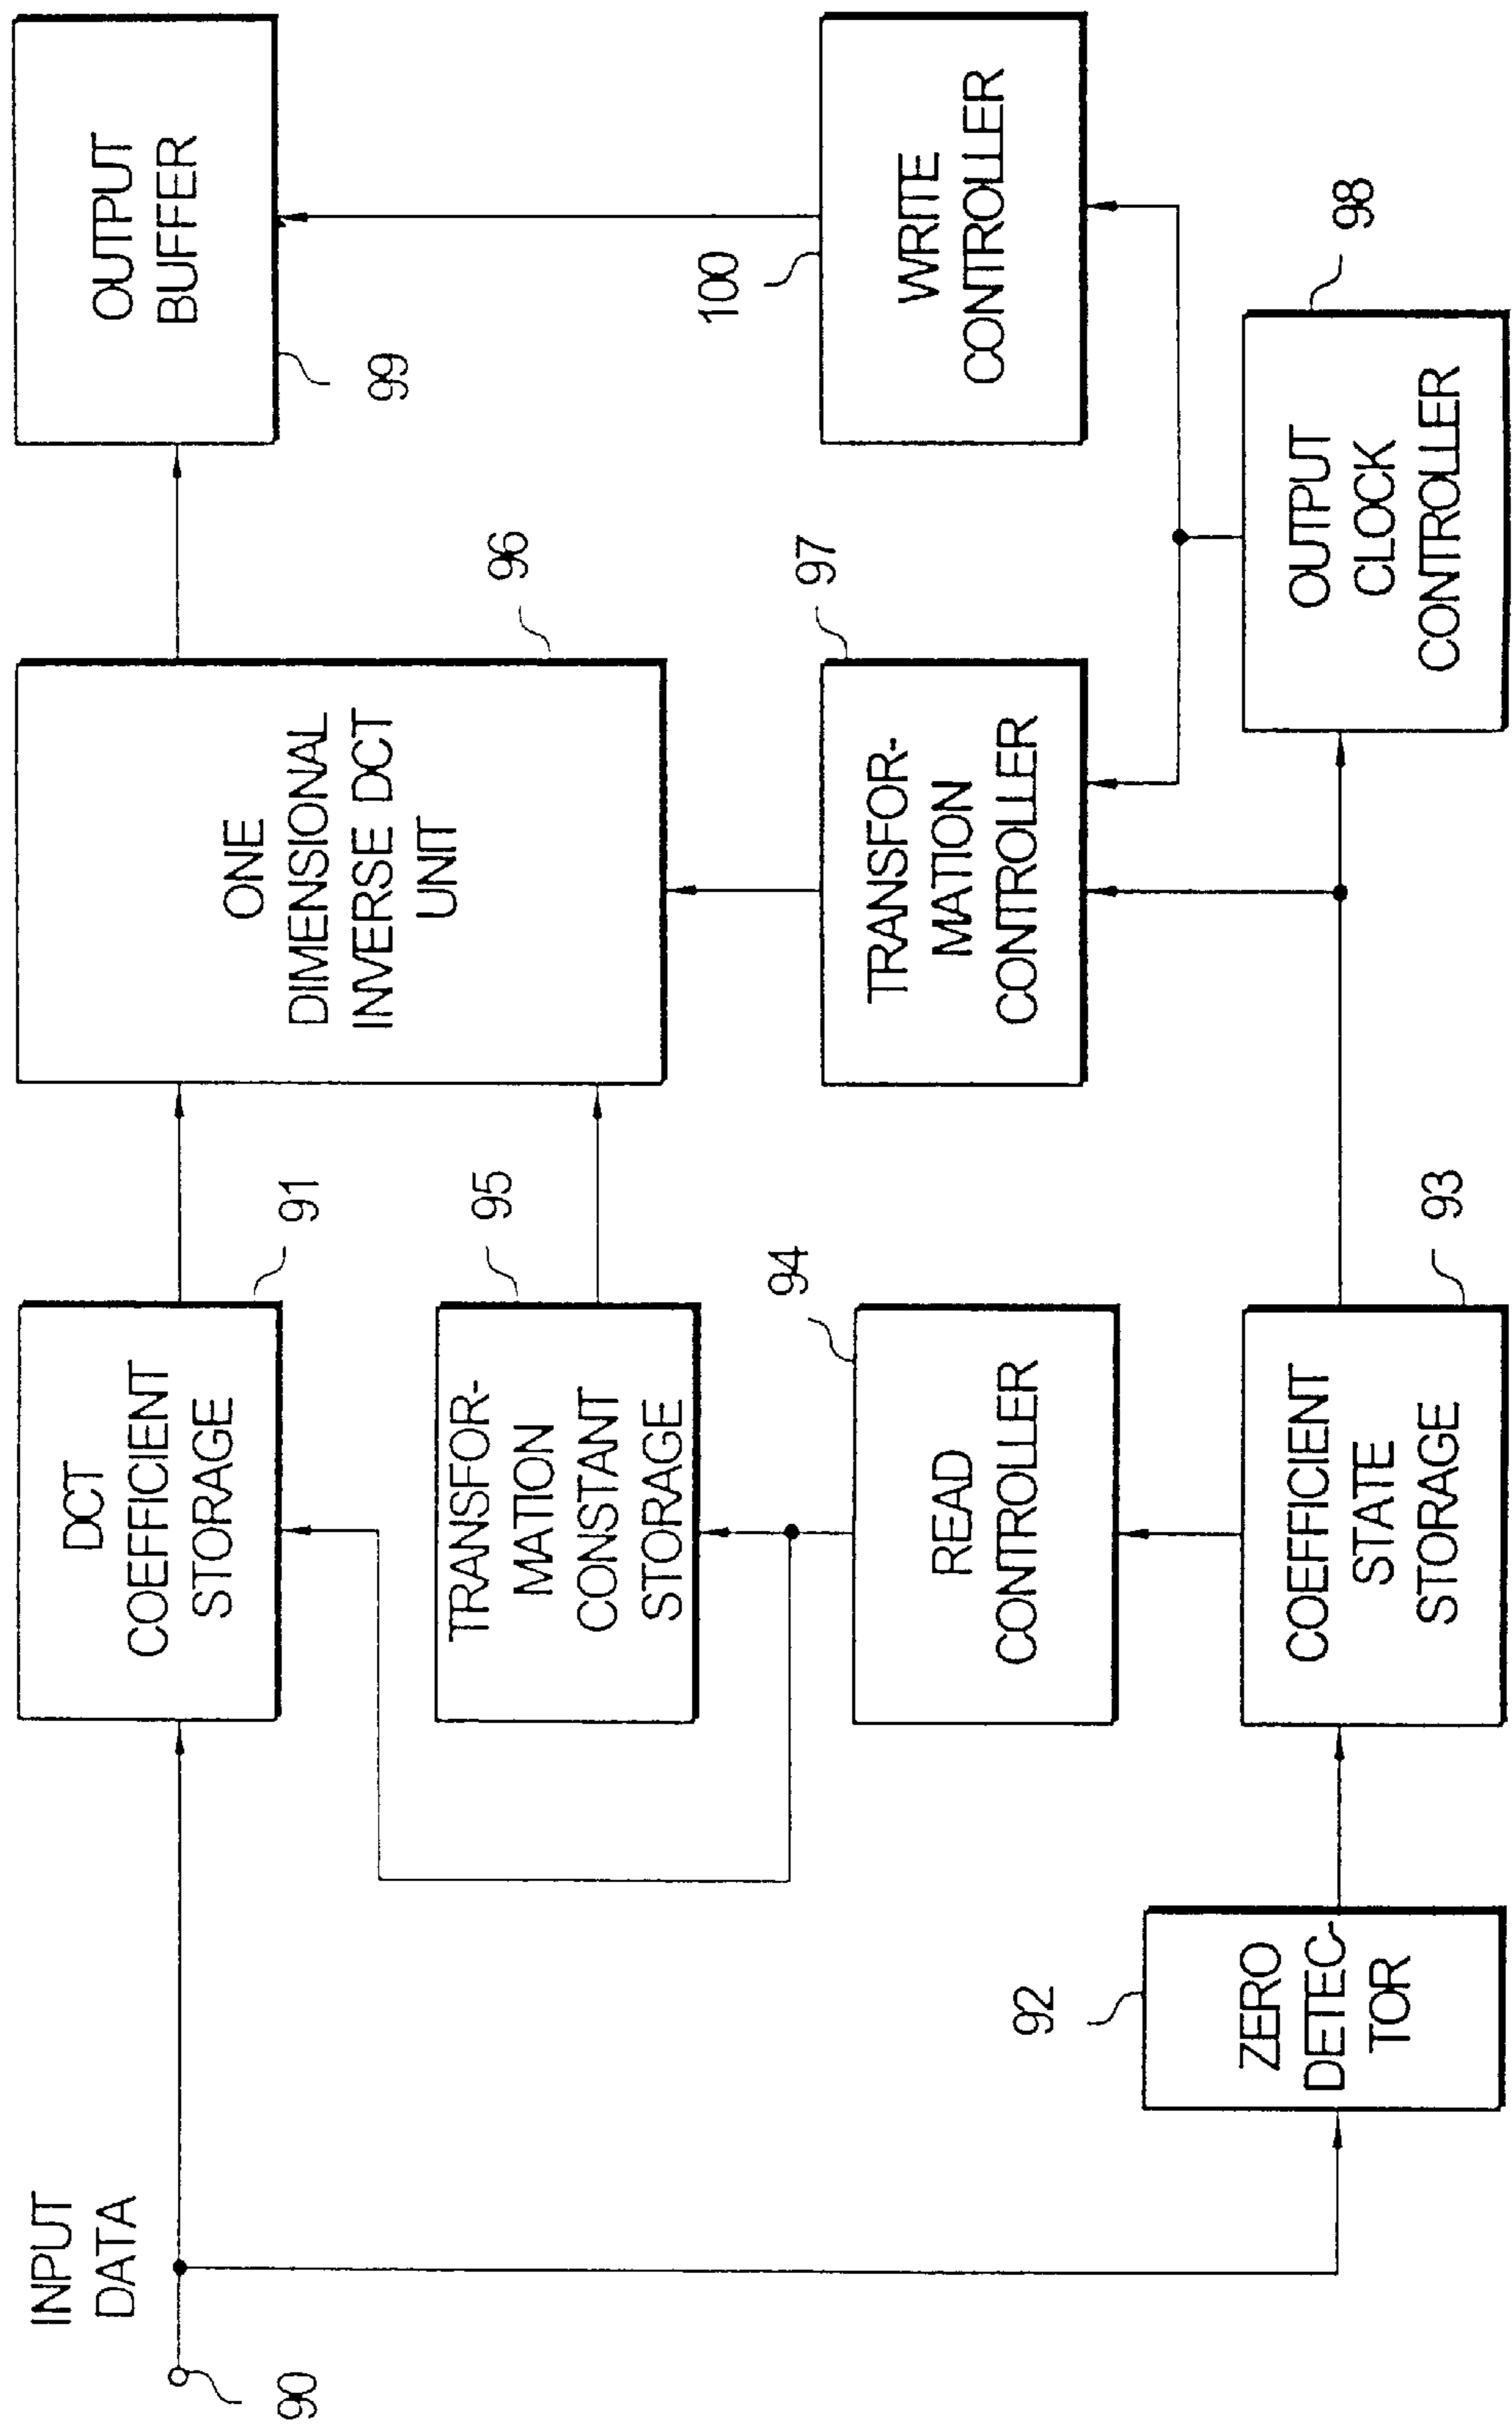 INPUT
DATA
90
DCT
COEFFICIENT
STORAGE
91
ONE
DIMENSIONAL
INVERSE DCT
UNIT
96
OUTPUT
BUFFER
99
TRANSFOR-
MATION
CONSTANT
STORAGE
95
READ
CONTROLLER
94
TRANSFOR-
MATION
CONTROLLER
97
WRITE
CONTROLLER
100
ZERO
DETEC-
TOR
92
COEFFICIENT
STATE
STORAGE
93
OUTPUT
CLOCK
CONTROLLER
98